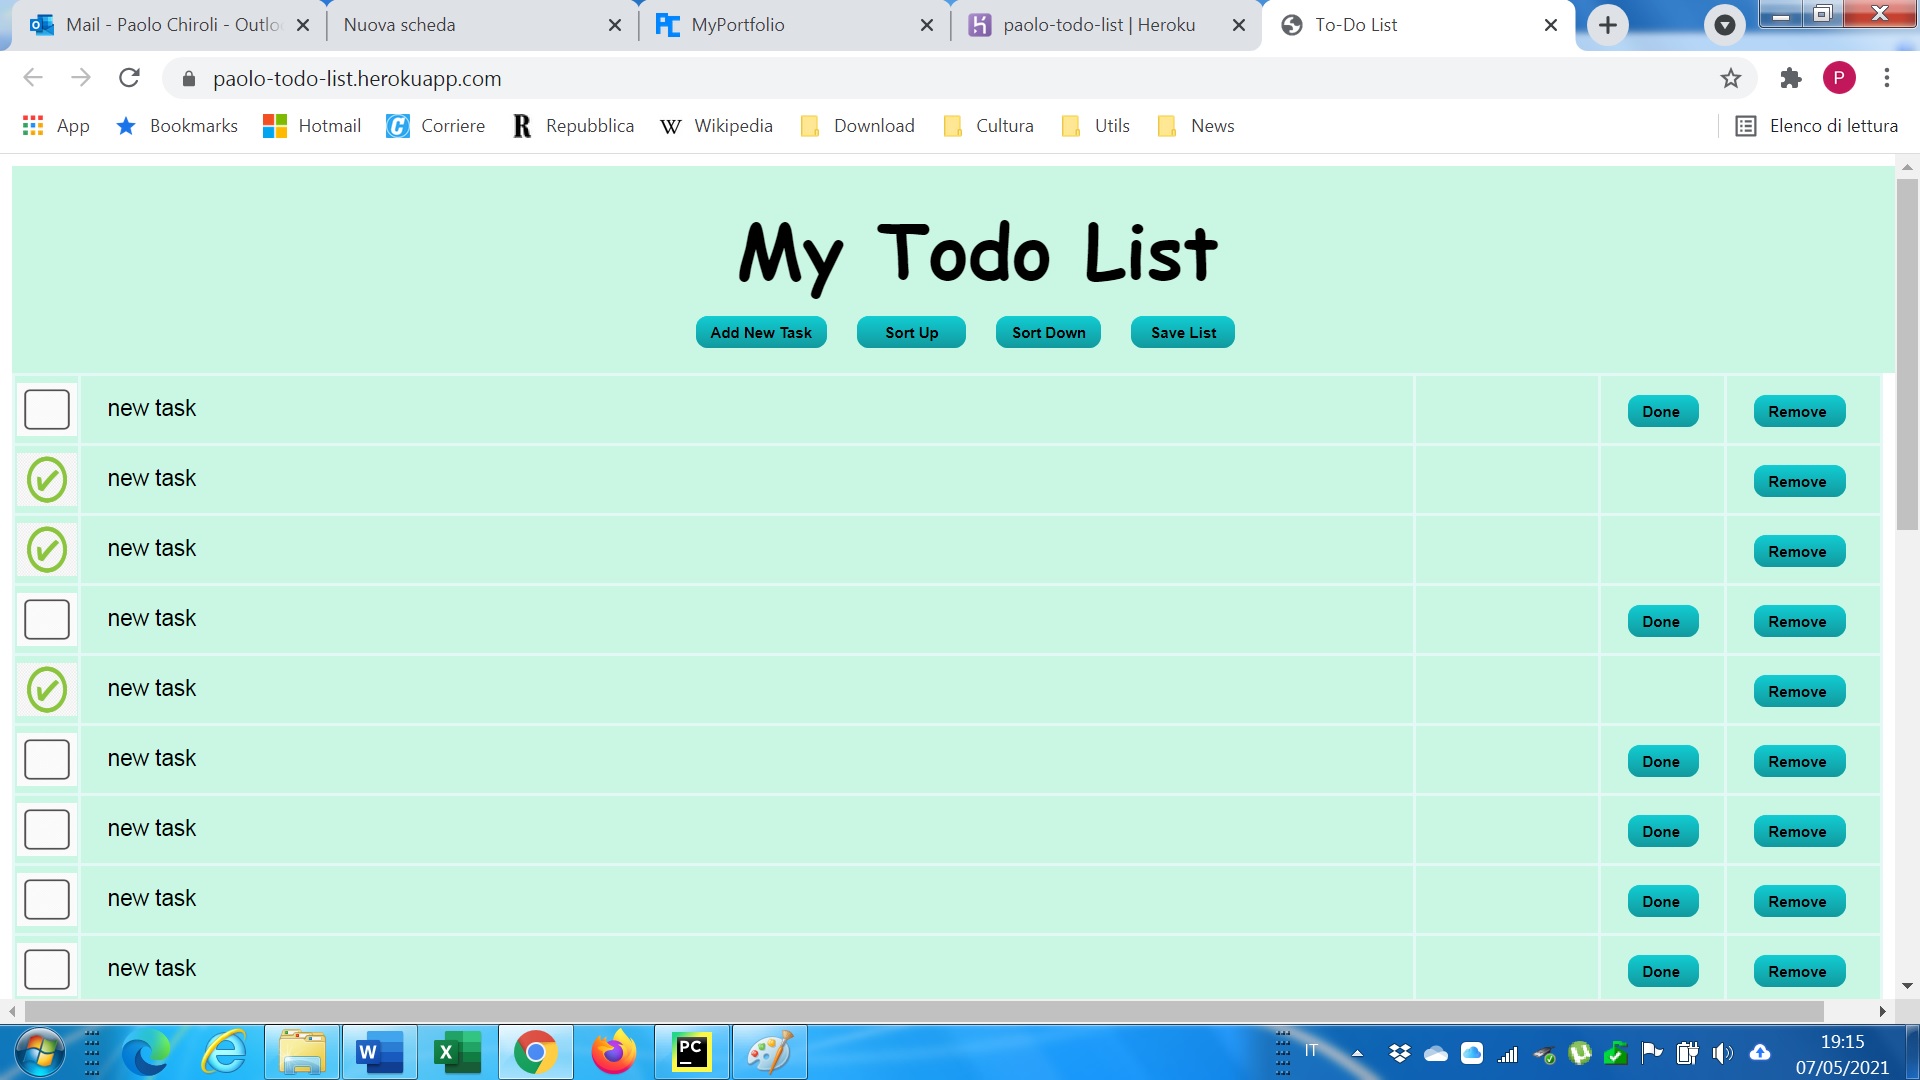 Mail - Paolo Chiroli - Outlo
Nuova scheda
MyPortfolio
paolo-todo-list | Heroku
To-Do List
paolo-todo-list.herokuapp.com
P
App
Bookmarks
Hotmail
Corriere
Repubblica
Wikipedia
Download
Cultura
Utils
News
Elenco di lettura
My Todo List
Add New Task
Sort Up
Sort Down
Save List
new task Done Remove
new task Remove
new task Remove
new task Done Remove
new task Remove
new task Done Remove
new task Done Remove
new task Done Remove
new task Done Remove
PC
IT
19:15
07/05/2021